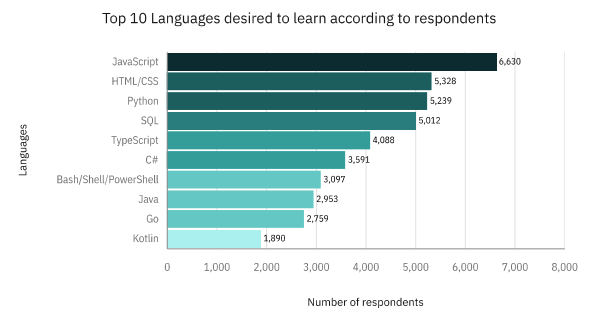 Top 10 Languages desired to learn according to respondents
Languages
JavaScript 6,630
HTML/CSS 5,328
Python 5,239
SQL 5,012
TypeScript 4,088
C# 3,591
Bash/Shell/PowerShell 3,097
Java 2,953
Go 2,759
Kotlin 1,890
0 1,000 2,000 3,000 4,000 5,000 6,000 7,000 8,000
Number of respondents